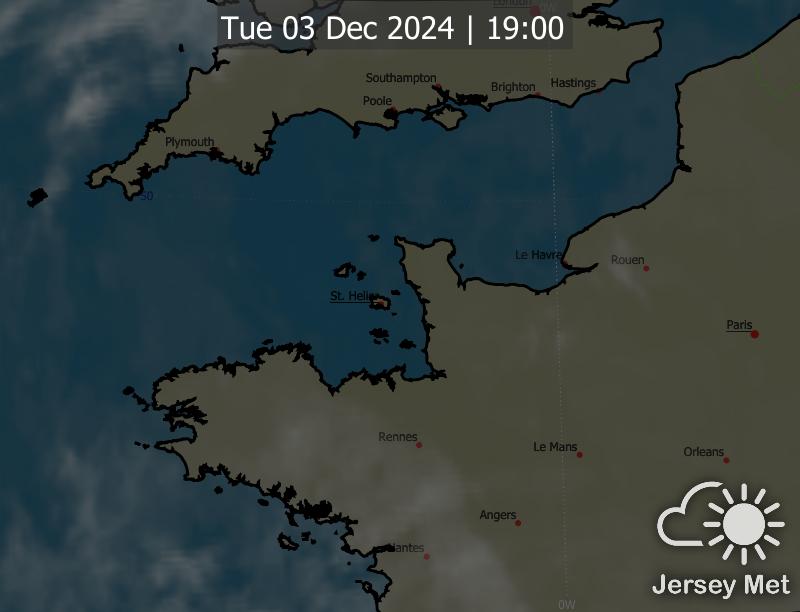 London
0W
Tue 03 Dec 2024 | 19:00
Southampton
Brighton
Hastings
Poole
Plymouth
50
Le Havre
Rouen
St. Helier
Paris
Rennes
Le Mans
Orleans
Angers
Nantes
Jersey Met
0W